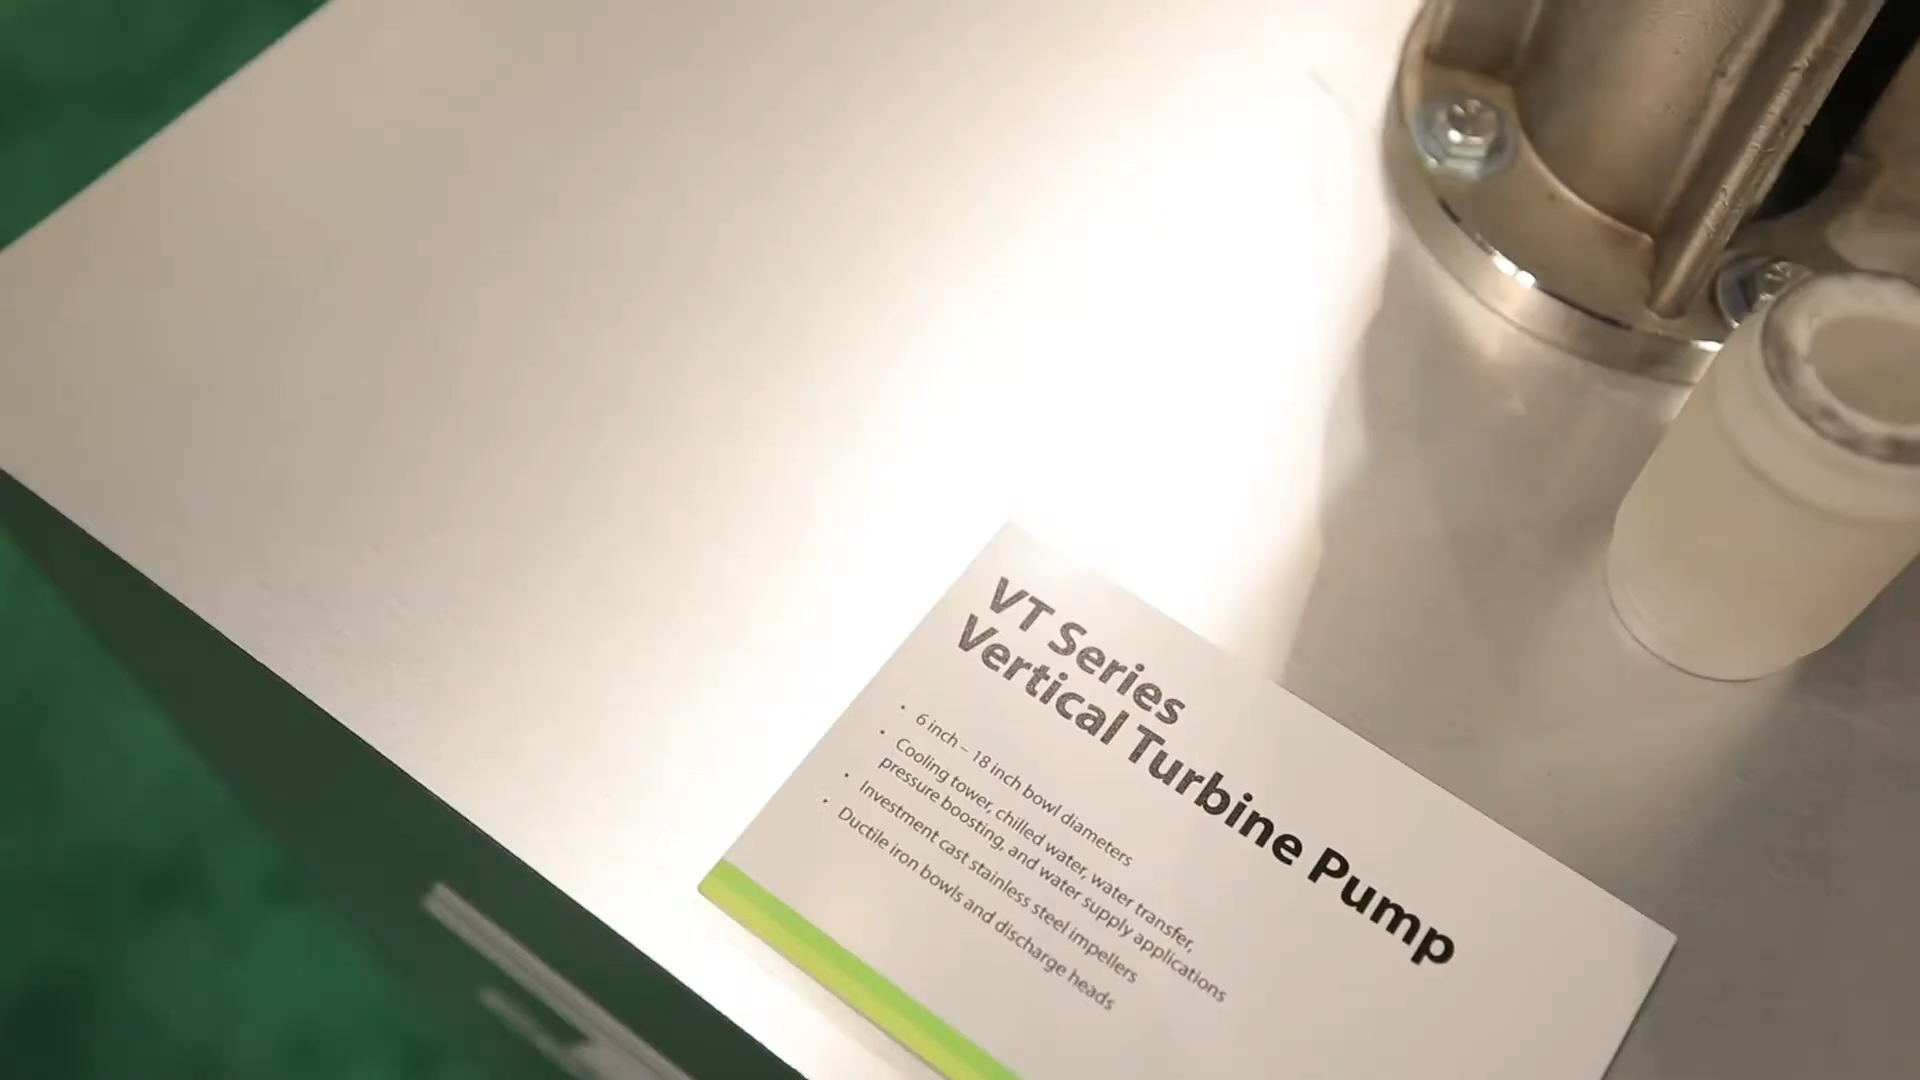 VT Series
Vertical Turbine Pump
• 6 inch – 18 inch bowl diameters
• Cooling tower, chilled water, water transfer,
pressure boosting, and water supply applications
• Investment cast stainless steel impellers
• Ductile iron bowls and discharge heads